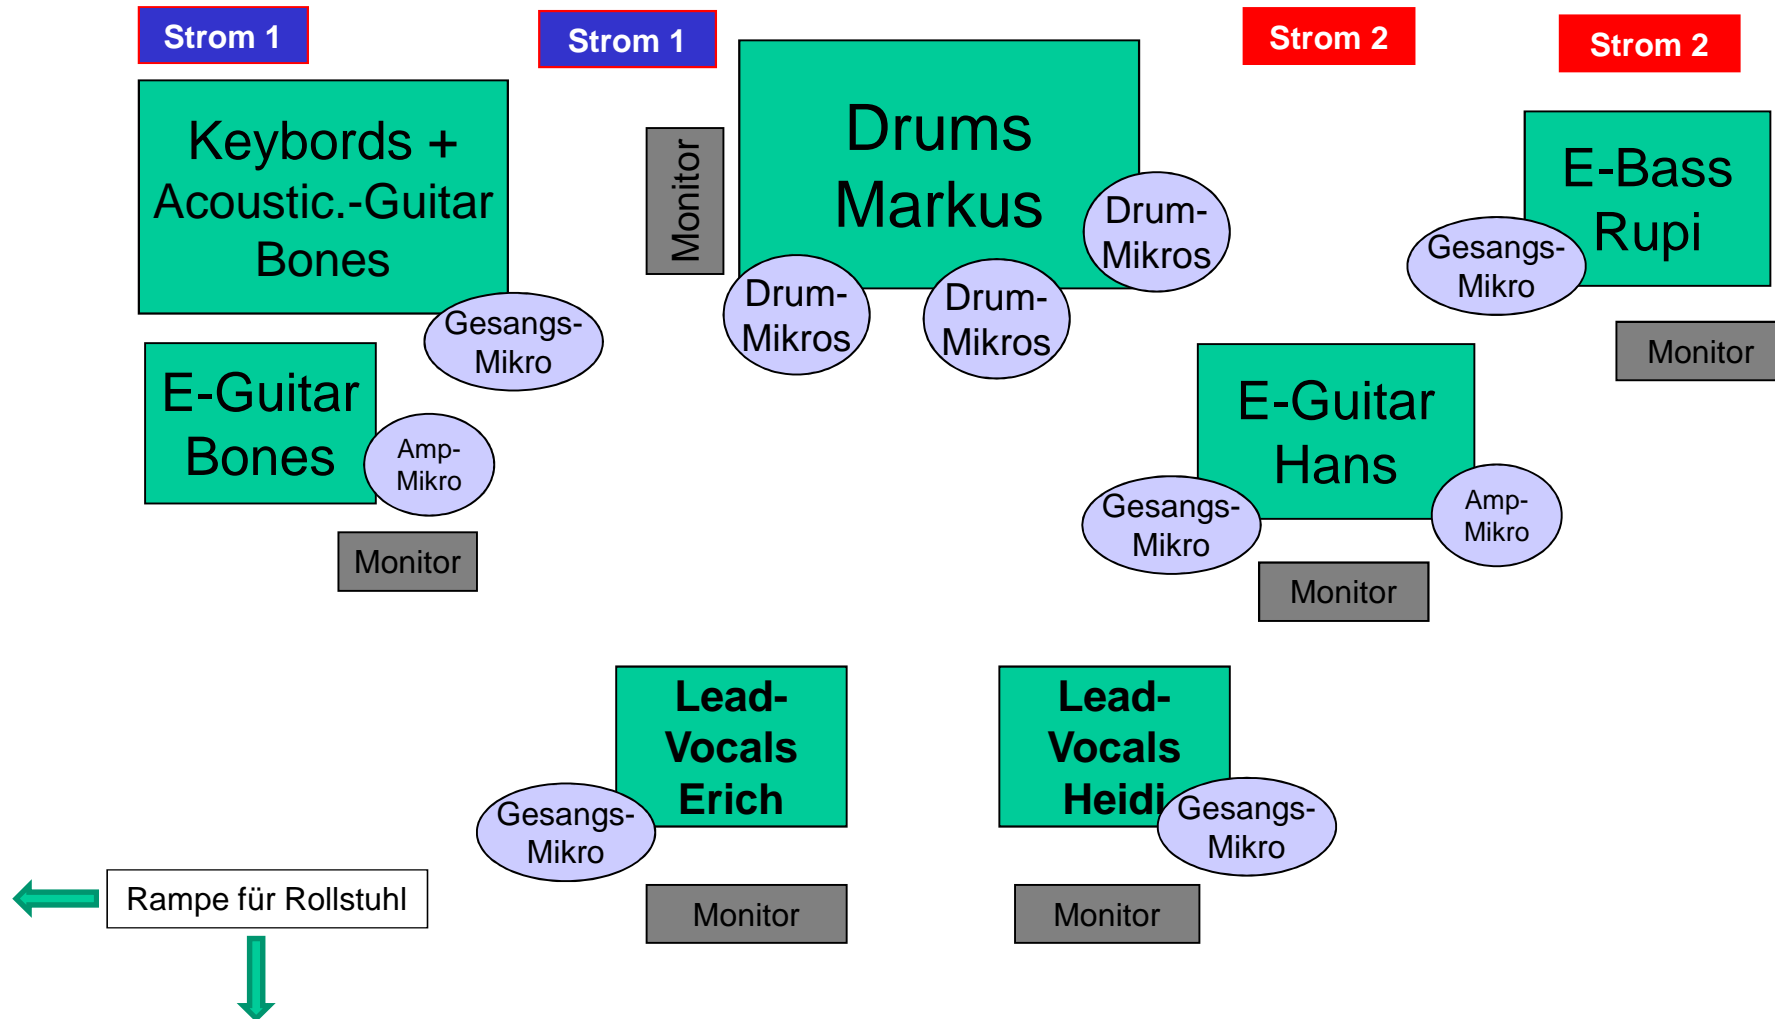 Strom 1
Strom 1
Strom 2
Strom 2
Keybords +
Acoustic.-Guitar
Bones
Gesangs-
Mikro
Monitor
Drums
Markus
Drum-
Mikros
Drum-
Mikros
Drum-
Mikros
E-Bass
Rupi
Gesangs-
Mikro
Monitor
E-Guitar
Bones
Amp-
Mikro
Monitor
E-Guitar
Hans
Gesangs-
Mikro
Amp-
Mikro
Monitor
Lead-
Vocals
Erich
Gesangs-
Mikro
Monitor
Lead-
Vocals
Heidi
Gesangs-
Mikro
Monitor
Rampe für Rollstuhl